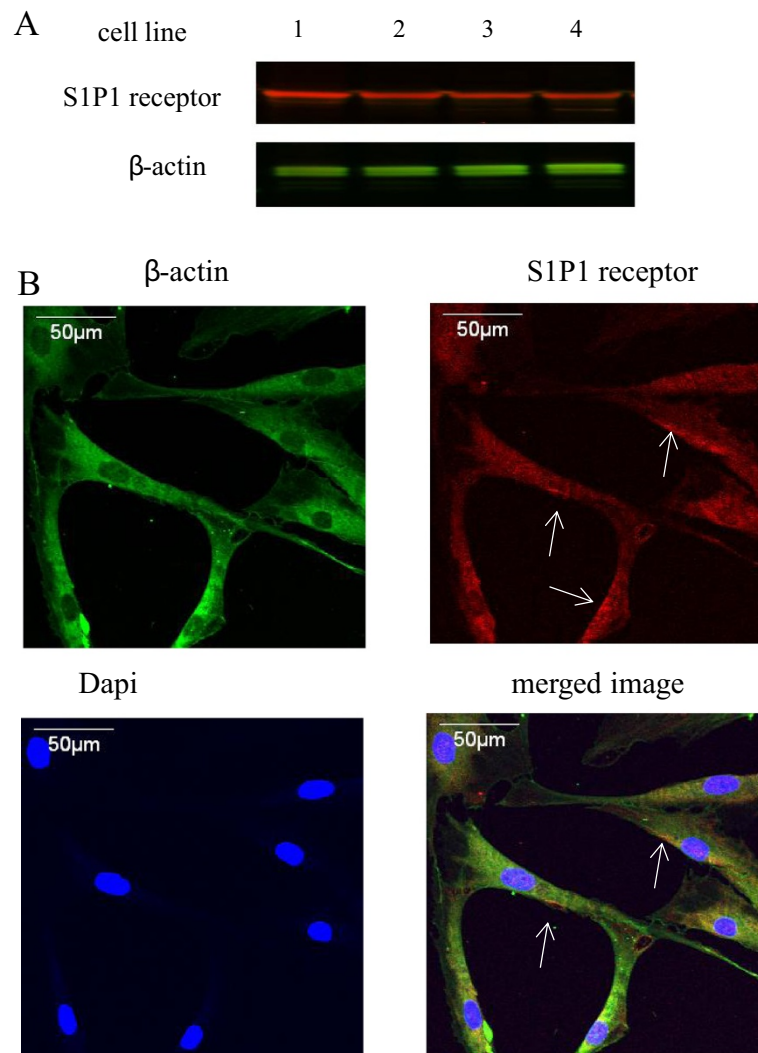 A
cell line 1 2 3 4
S1P1 receptor
β-actin
B
β-actin S1P1 receptor
50µm 50µm
Dapi merged image
50µm 50µm